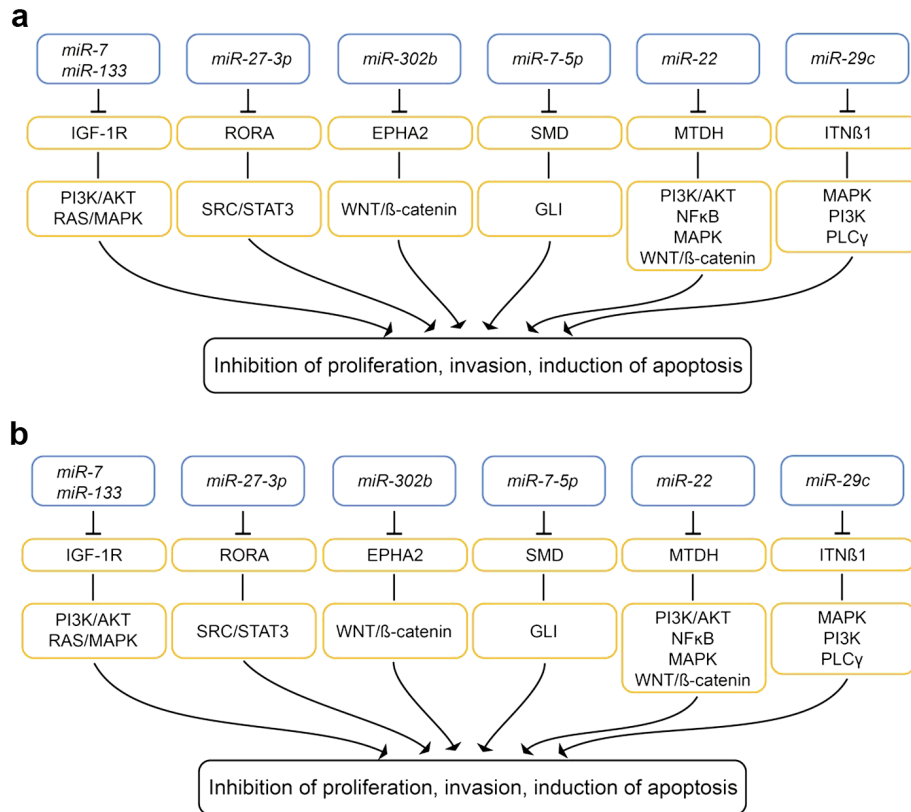 a
miR-7
miR-133
miR-27-3p
miR-302b
miR-7-5p
miR-22
miR-29c
IGF-1R
RORA
EPHA2
SMD
MTDH
ITNß1
PI3K/AKT
RAS/MAPK
SRC/STAT3
WNT/ß-catenin
GLI
PI3K/AKT
NFκB
MAPK
WNT/ß-catenin
MAPK
PI3K
PLCγ
Inhibition of proliferation, invasion, induction of apoptosis
b
miR-7
miR-133
miR-27-3p
miR-302b
miR-7-5p
miR-22
miR-29c
IGF-1R
RORA
EPHA2
SMD
MTDH
ITNß1
PI3K/AKT
RAS/MAPK
SRC/STAT3
WNT/ß-catenin
GLI
PI3K/AKT
NFκB
MAPK
WNT/ß-catenin
MAPK
PI3K
PLCγ
Inhibition of proliferation, invasion, induction of apoptosis